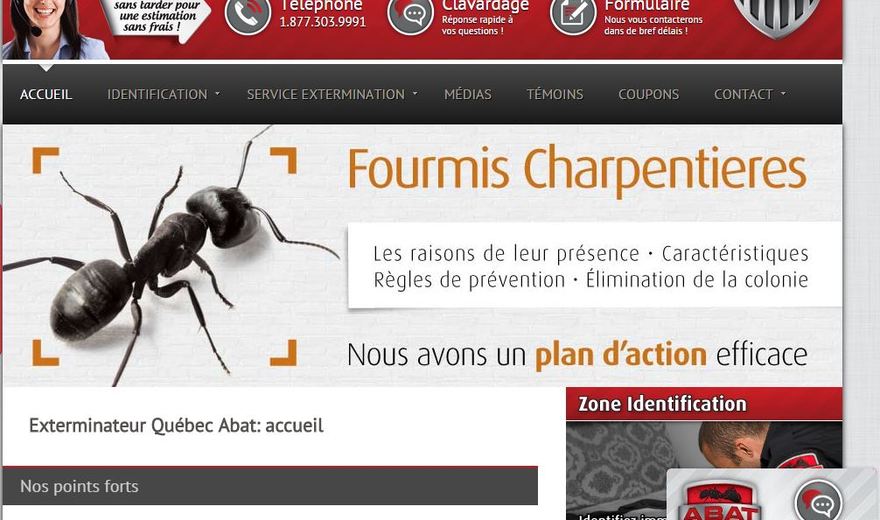 sans tarder pour
une estimation
sans frais !
Téléphone
1.877.303.9991
Clavardage
Réponse rapide à
vos questions !
Formulaire
Nous vous contacterons
dans de bref délais !
ACCUEIL IDENTIFICATION SERVICE EXTERMINATION MÉDIAS TÉMOINS COUPONS CONTACT
Fourmis Charpentieres
Les raisons de leur présence • Caractéristiques
Règles de prévention • Élimination de la colonie
Nous avons un plan d'action efficace
Exterminateur Québec Abat: accueil
Nos points forts
Zone Identification
Identifiez
ABAT